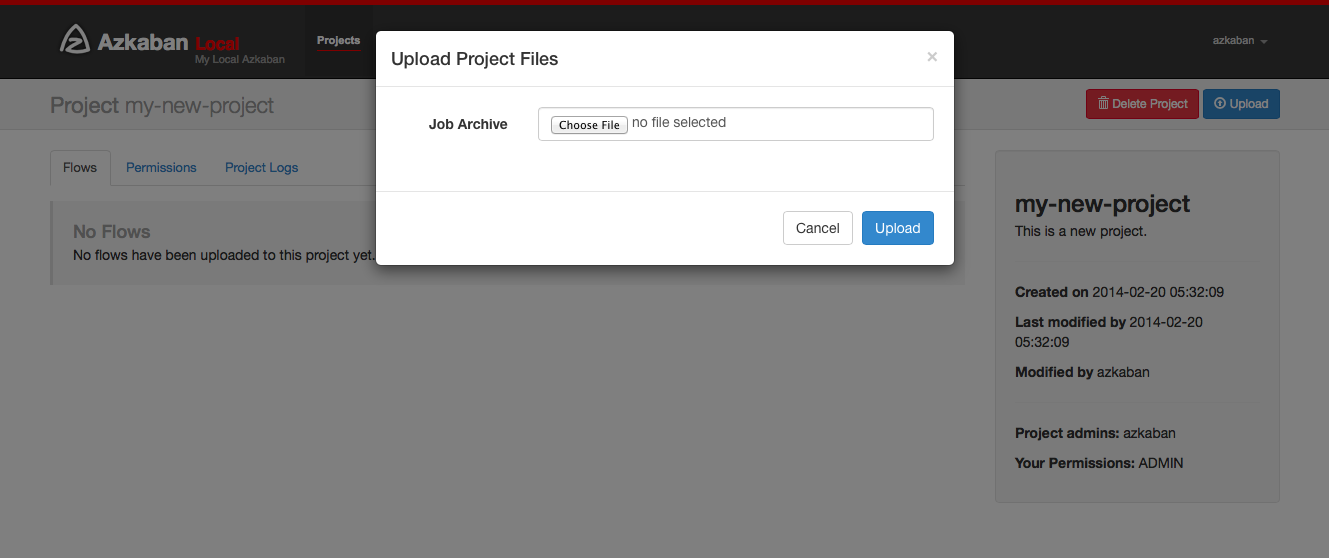 Azkaban Local
My Local Azkaban
Projects
azkaban
Upload Project Files
×
Project my-new-project
Delete Project
Upload
Job Archive
Choose File no file selected
Cancel
Upload
Flows
Permissions
Project Logs
No Flows
No flows have been uploaded to this project yet.
my-new-project
This is a new project.
Created on 2014-02-20 05:32:09
Last modified by 2014-02-20
05:32:09
Modified by azkaban
Project admins: azkaban
Your Permissions: ADMIN